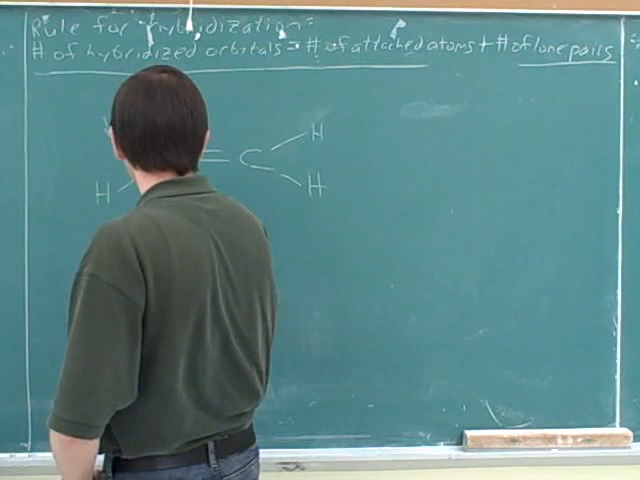 Rule for hybridization:
# of hybridized orbitals = # of attached atoms + # of lone pairs
H
C
H
H